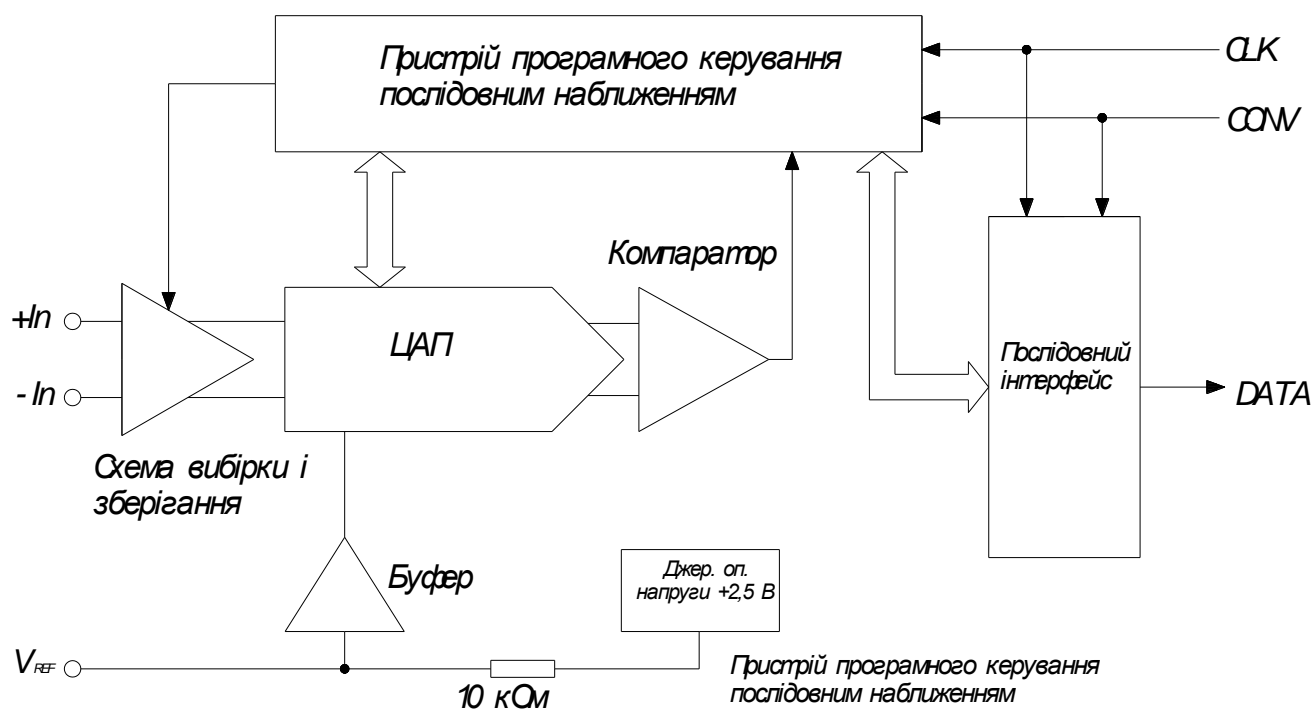 Пристрій програмного керування
послідовним наближенням
CLK
CONV
Компаратор
+In
ЦАП
Послідовний
інтерфейс
- In
DATA
Схема вибірки і
зберігання
Буфер
Джер. оп.
напруги +2,5 В
VREF
10 кОм
Пристрій програмного керування
послідовним наближенням